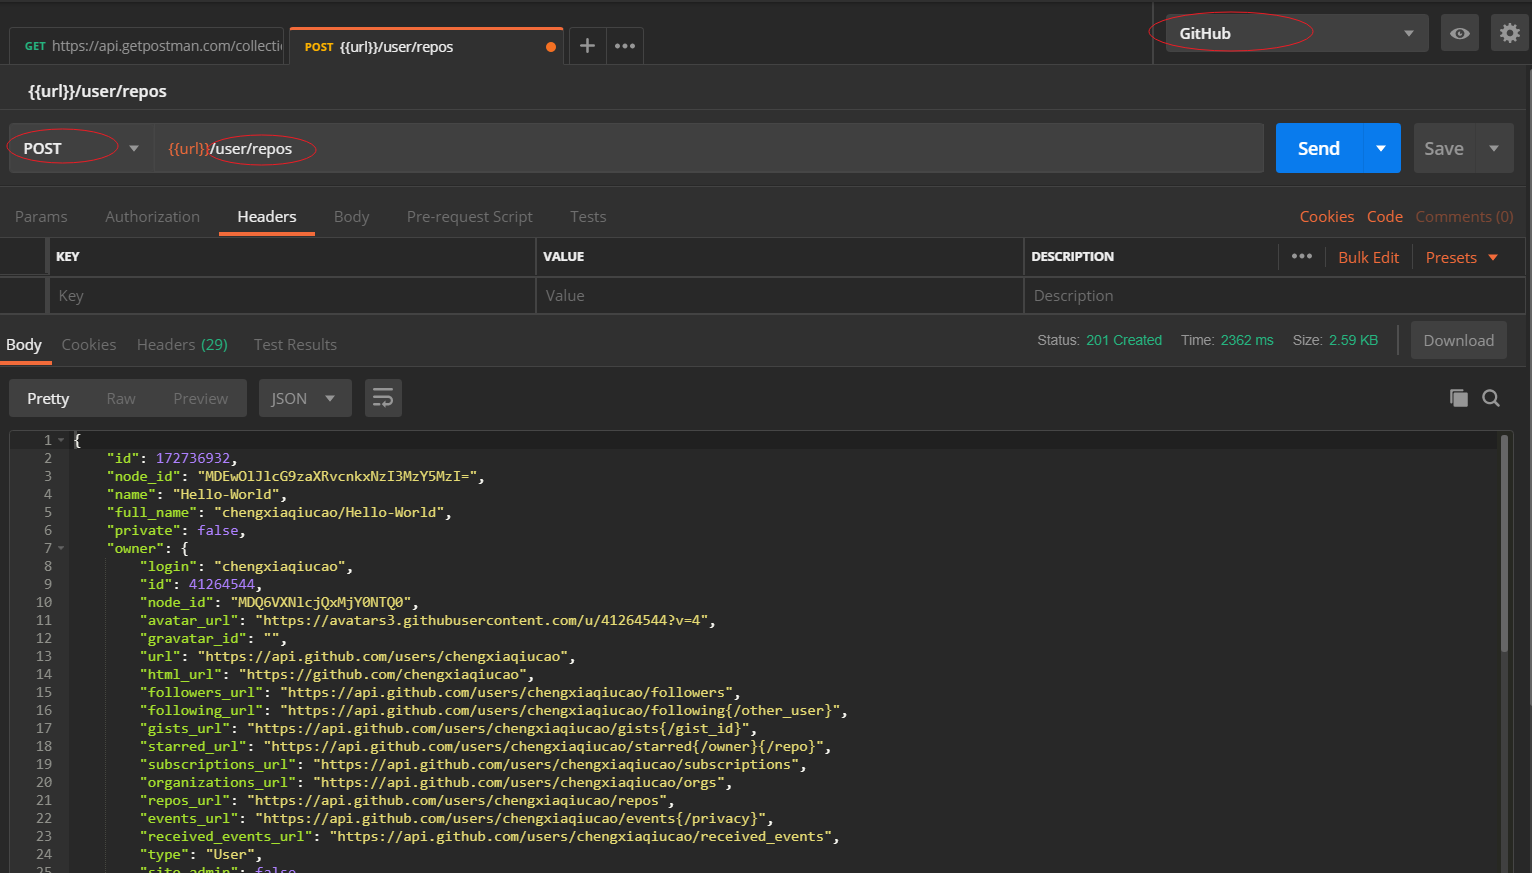 GET https://api.getpostman.com/collecti
POST {{url}}/user/repos
GitHub
{{url}}/user/repos
POST {{url}}/user/repos
Send
Save
Params Authorization Headers Body Pre-request Script Tests
Cookies Code Comments (0)
KEY VALUE DESCRIPTION Bulk Edit Presets
Key Value Description
Body Cookies Headers (29) Test Results
Status: 201 Created Time: 2362 ms Size: 2.59 KB Download
Pretty Raw Preview JSON
1 {
2 "id": 172736932,
3 "node_id": "MDEwOlJlcG9zaXRvcnkxNzI3MzY5MzI=",
4 "name": "Hello-World",
5 "full_name": "chengxiaqiucao/Hello-World",
6 "private": false,
7 "owner": {
8 "login": "chengxiaqiucao",
9 "id": 41264544,
10 "node_id": "MDQ6VXNlcjQxMjY0NTQ0",
11 "avatar_url": "https://avatars3.githubusercontent.com/u/41264544?v=4",
12 "gravatar_id": "",
13 "url": "https://api.github.com/users/chengxiaqiucao",
14 "html_url": "https://github.com/chengxiaqiucao",
15 "followers_url": "https://api.github.com/users/chengxiaqiucao/followers",
16 "following_url": "https://api.github.com/users/chengxiaqiucao/following{/other_user}",
17 "gists_url": "https://api.github.com/users/chengxiaqiucao/gists{/gist_id}",
18 "starred_url": "https://api.github.com/users/chengxiaqiucao/starred{/owner}{/repo}",
19 "subscriptions_url": "https://api.github.com/users/chengxiaqiucao/subscriptions",
20 "organizations_url": "https://api.github.com/users/chengxiaqiucao/orgs",
21 "repos_url": "https://api.github.com/users/chengxiaqiucao/repos",
22 "events_url": "https://api.github.com/users/chengxiaqiucao/events{/privacy}",
23 "received_events_url": "https://api.github.com/users/chengxiaqiucao/received_events",
24 "type": "User",
25 "site_admin": false